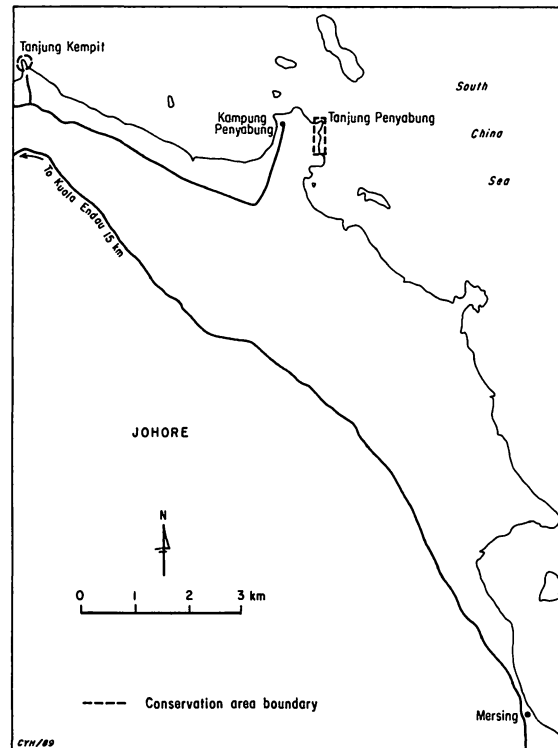 Tanjung Kempit
South
Kampung
Penyabung
Tanjung Penyabung
China
Sea
To Kuala Endau 15 km
JOHORE
N
0 1 2 3 km
Conservation area boundary
Mersing
CYH/89